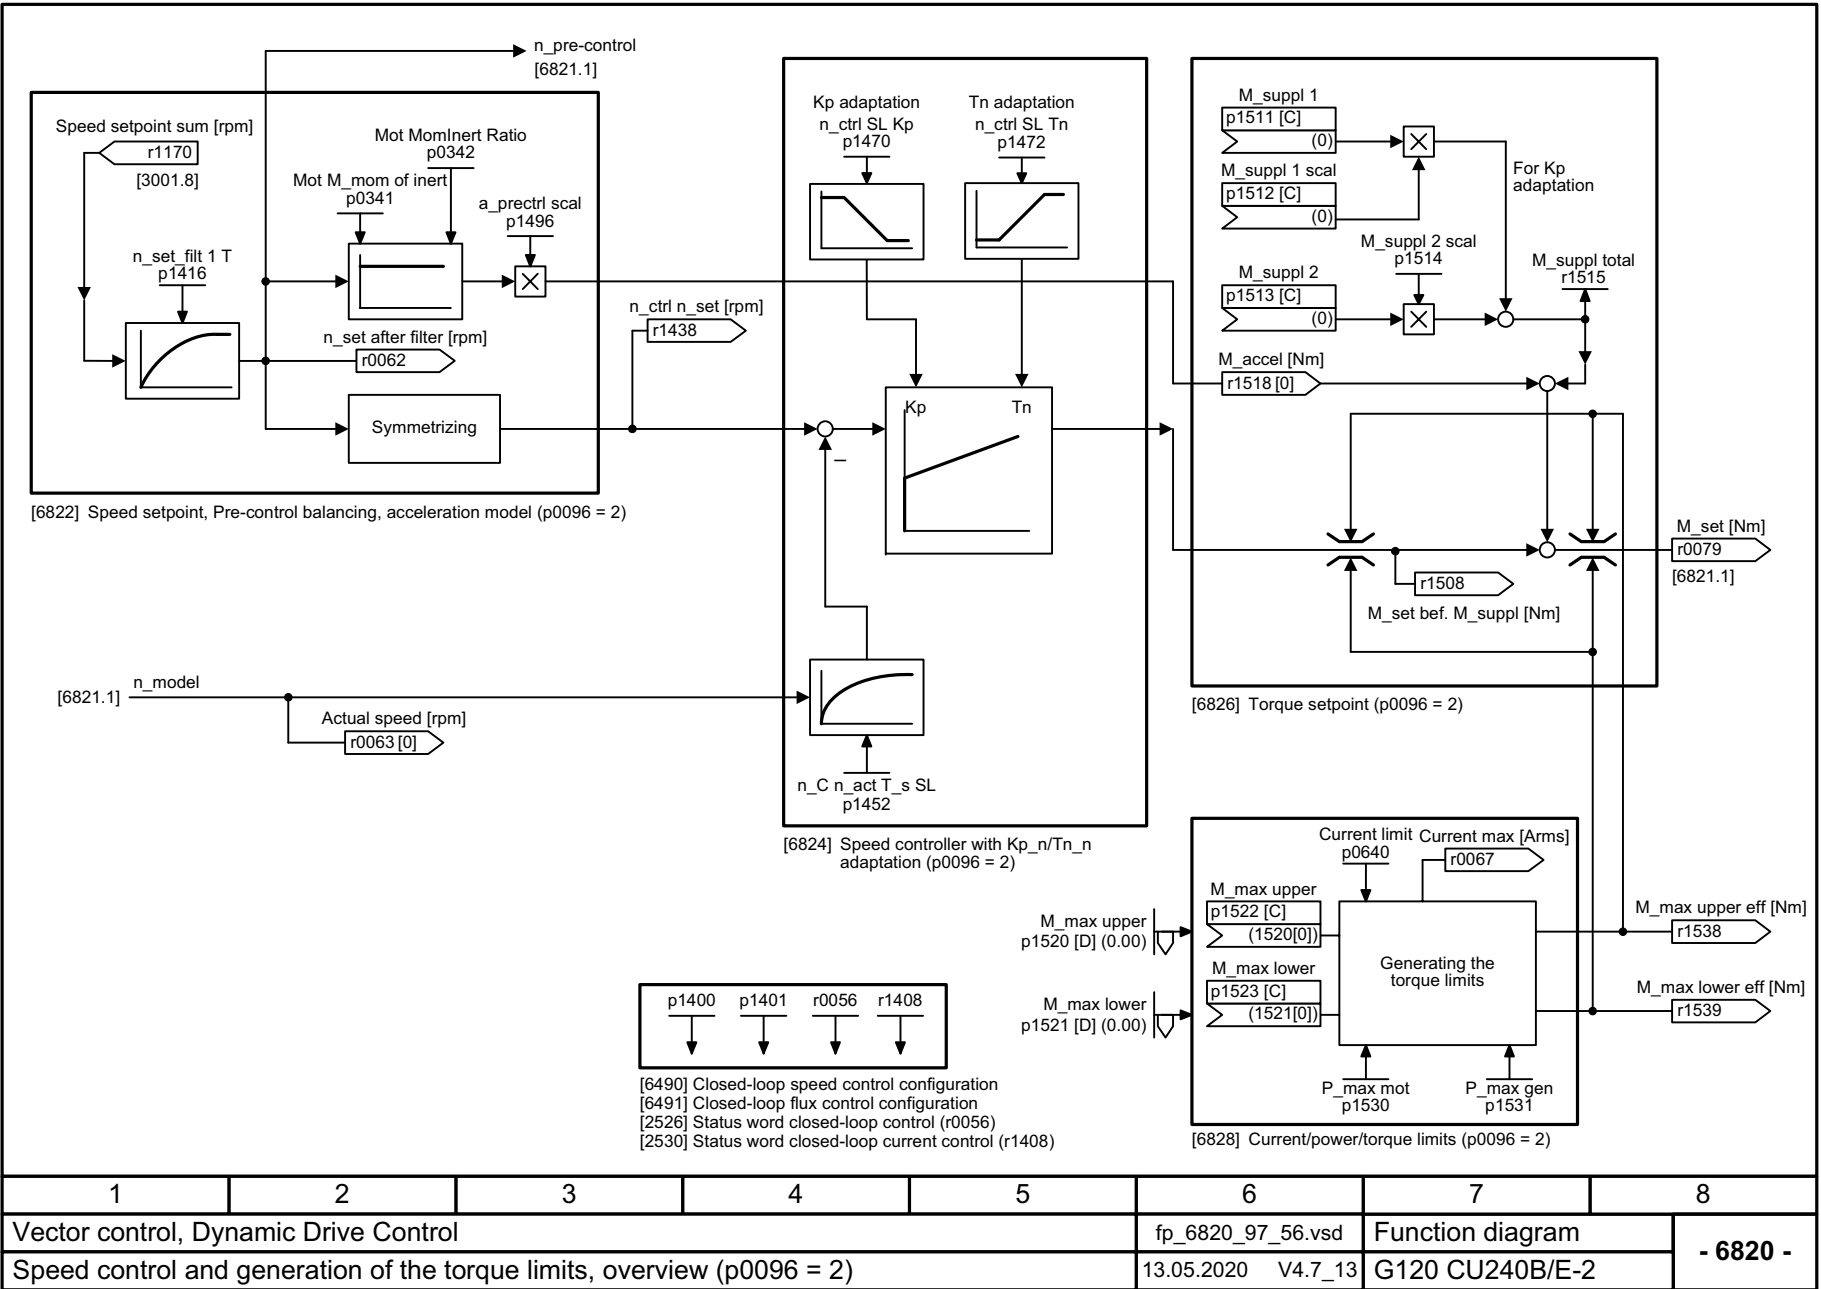 n_pre-control
[6821.1]
Speed setpoint sum [rpm]
r1170
[3001.8]
Mot MomInert Ratio
p0342
Mot M_mom of inert
p0341
a_prectrl scal
p1496
n_set_filt 1 T
p1416
n_set after filter [rpm]
r0062
Symmetrizing
n_ctrl n_set [rpm]
r1438
[6822] Speed setpoint, Pre-control balancing, acceleration model (p0096 = 2)
Kp adaptation
n_ctrl SL Kp
p1470
Tn adaptation
n_ctrl SL Tn
p1472
Kp
Tn
–
[6821.1]
n_model
Actual speed [rpm]
r0063 [0]
n_C n_act T_s SL
p1452
[6824] Speed controller with Kp_n/Tn_n
adaptation (p0096 = 2)
M_suppl 1
p1511 [C]
(0)
M_suppl 1 scal
p1512 [C]
(0)
For Kp
adaptation
M_suppl 2 scal
p1514
M_suppl 2
p1513 [C]
(0)
M_suppl total
r1515
M_accel [Nm]
r1518 [0]
r1508
M_set bef. M_suppl [Nm]
M_set [Nm]
r0079
[6821.1]
[6826] Torque setpoint (p0096 = 2)
Current limit
p0640
Current max [Arms]
r0067
M_max upper
p1520 [D] (0.00)
M_max upper
p1522 [C]
(1520[0])
M_max lower
p1521 [D] (0.00)
M_max lower
p1523 [C]
(1521[0])
Generating the
torque limits
M_max upper eff [Nm]
r1538
M_max lower eff [Nm]
r1539
P_max mot
p1530
P_max gen
p1531
[6828] Current/power/torque limits (p0096 = 2)
p1400 p1401 r0056 r1408
[6490] Closed-loop speed control configuration
[6491] Closed-loop flux control configuration
[2526] Status word closed-loop control (r0056)
[2530] Status word closed-loop current control (r1408)
1 2 3 4 5 6 7 8
Vector control, Dynamic Drive Control
fp_6820_97_56.vsd
Function diagram
- 6820 -
Speed control and generation of the torque limits, overview (p0096 = 2)
13.05.2020 V4.7_13
G120 CU240B/E-2